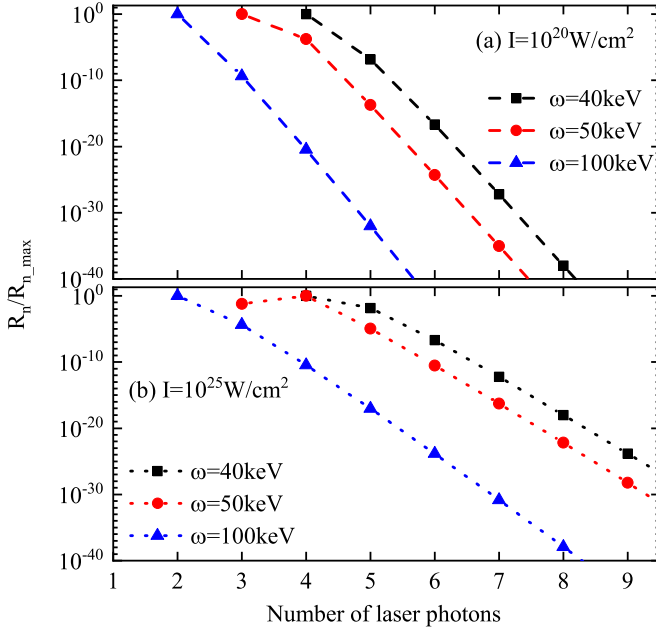 10^0
(a) I=10^20W/cm^2
10^-10
ω=40keV
ω=50keV
10^-20
ω=100keV
10^-30
10^-40
R_n/R_n_max
10^0
10^-10
(b) I=10^25W/cm^2
10^-20
ω=40keV
10^-30
ω=50keV
ω=100keV
10^-40
1 2 3 4 5 6 7 8 9
Number of laser photons